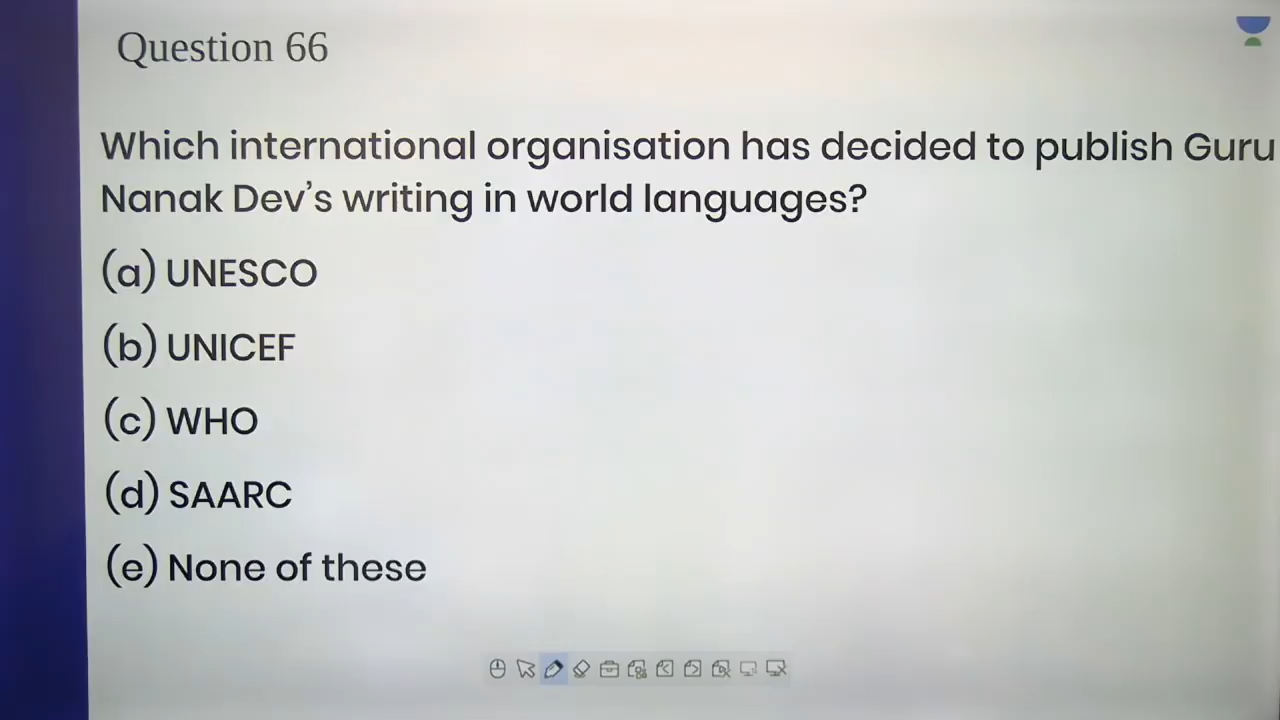 Question 66
Which international organisation has decided to publish Guru
Nanak Dev's writing in world languages?
(a) UNESCO
(b) UNICEF
(c) WHO
(d) SAARC
(e) None of these